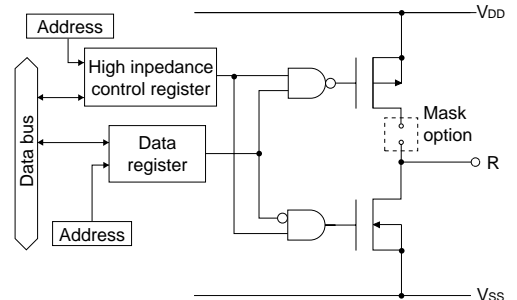 Address
VDD
High inpedance
control register
Mask
option
Data bus
Data
register
R
Address
VSS